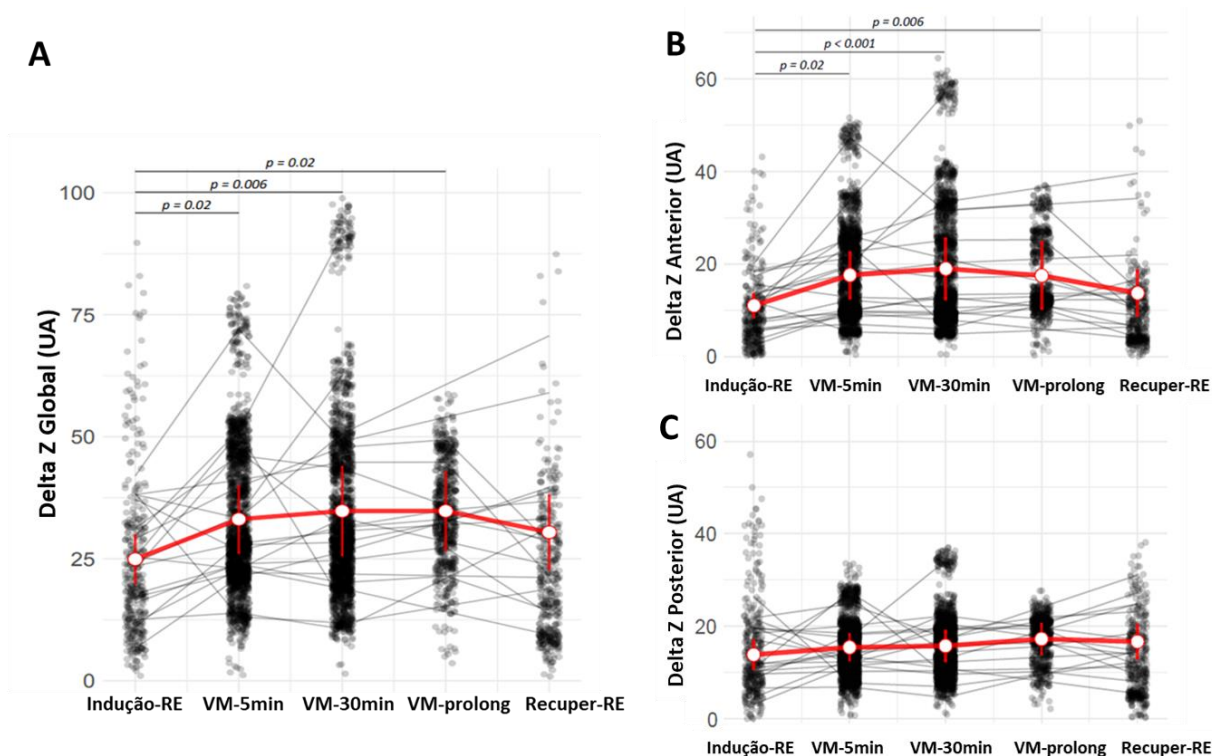 A
Delta Z Global (UA)
p = 0.02
p = 0.006
p = 0.02
100
75
50
25
0
Indução-RE VM-5min VM-30min VM-prolong Recuper-RE
B
Delta Z Anterior (UA)
p = 0.006
p < 0.001
p = 0.02
60
40
20
0
Indução-RE VM-5min VM-30min VM-prolong Recuper-RE
C
Delta Z Posterior (UA)
60
40
20
0
Indução-RE VM-5min VM-30min VM-prolong Recuper-RE